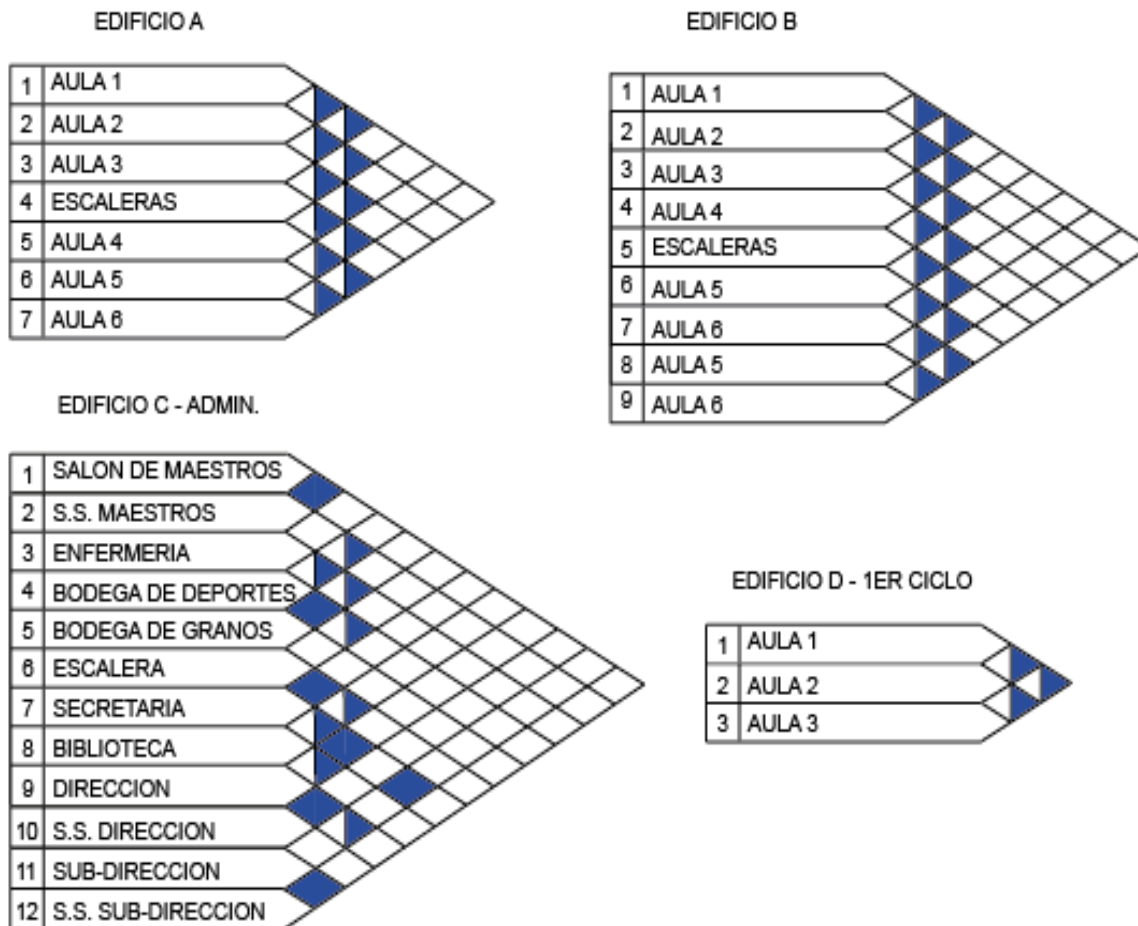 EDIFICIO A
1 AULA 1
2 AULA 2
3 AULA 3
4 ESCALERAS
5 AULA 4
6 AULA 5
7 AULA 6
EDIFICIO B
1 AULA 1
2 AULA 2
3 AULA 3
4 AULA 4
5 ESCALERAS
6 AULA 5
7 AULA 6
8 AULA 5
9 AULA 6
EDIFICIO C - ADMIN.
1 SALON DE MAESTROS
2 S.S. MAESTROS
3 ENFERMERIA
4 BODEGA DE DEPORTES
5 BODEGA DE GRANOS
6 ESCALERA
7 SECRETARIA
8 BIBLIOTECA
9 DIRECCION
10 S.S. DIRECCION
11 SUB-DIRECCION
12 S.S. SUB-DIRECCION
EDIFICIO D - 1ER CICLO
1 AULA 1
2 AULA 2
3 AULA 3